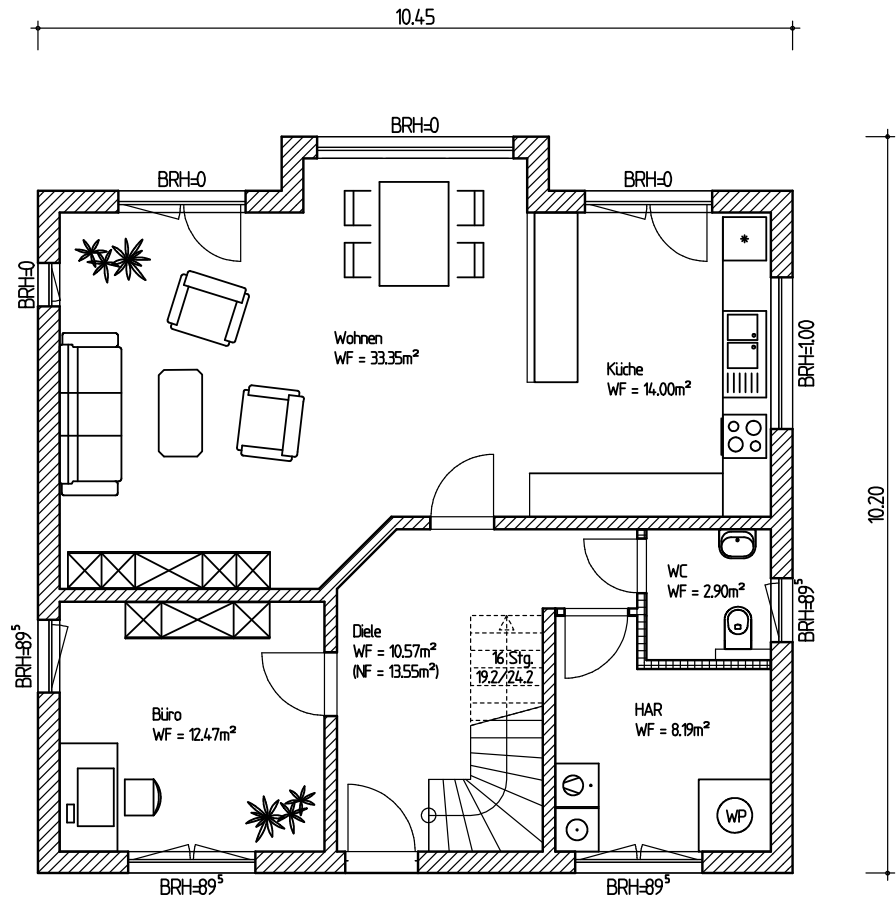 10.45
BRH=0
BRH=0
BRH=0
BRH=0
Wohnen
WF = 33.35m²
BRH=1.00
Küche
WF = 14.00m²
10.20
WC
WF = 2.90m²
BRH=89⁵
BRH=89⁵
Diele
WF = 10.57m²
(NF = 13.55m²)
16 Stg.
19.2/24.2
Büro
WF = 12.47m²
HAR
WF = 8.19m²
WP
BRH=89⁵
BRH=89⁵